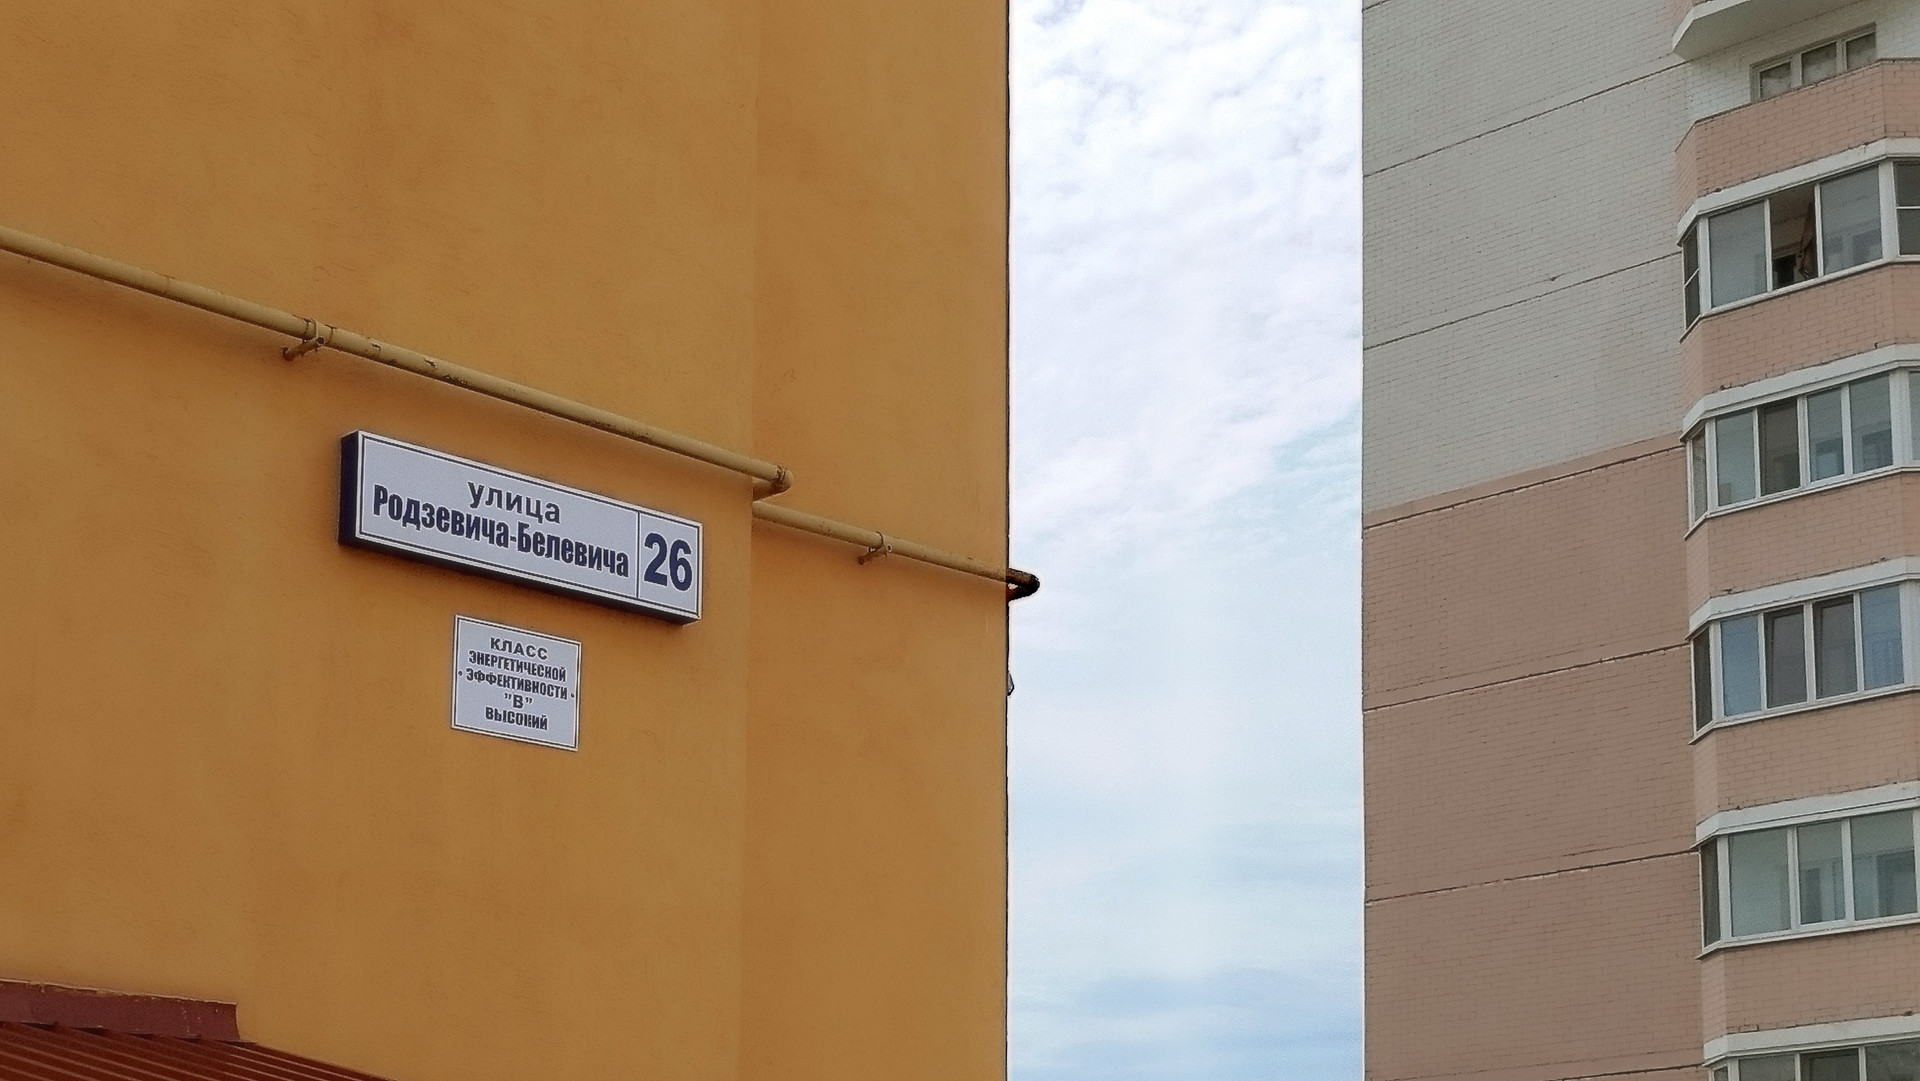 улица
Родзевича-Белевича
26
КЛАСС
ЭНЕРГЕТИЧЕСКОЙ
• ЭФФЕКТИВНОСТИ •
"В"
ВЫСОКИЙ